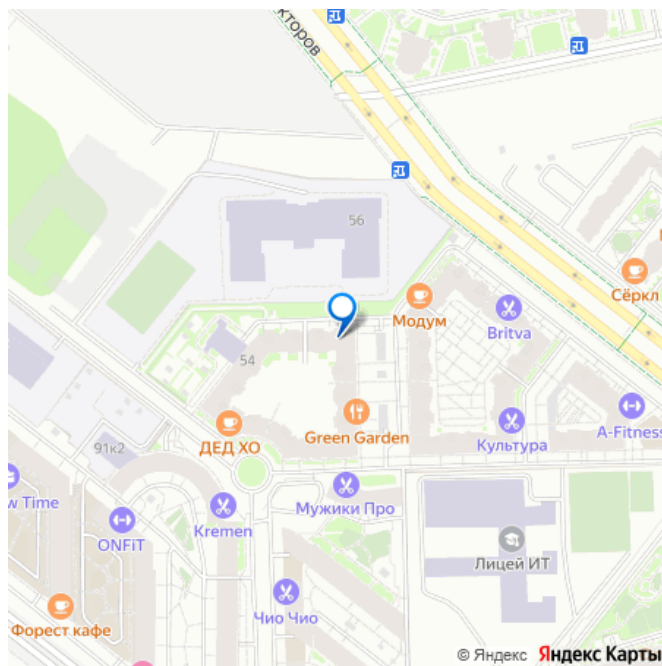 кторов
56
Сёркл
Модум
Britva
54
Green Garden
ДЕД ХО
Культура
A-Fitness
91к2
w Time
Kremen
Мужики Про
ONFiT
Лицей ИТ
Чио Чио
Форест кафе
© Яндекс Яндекс Карты